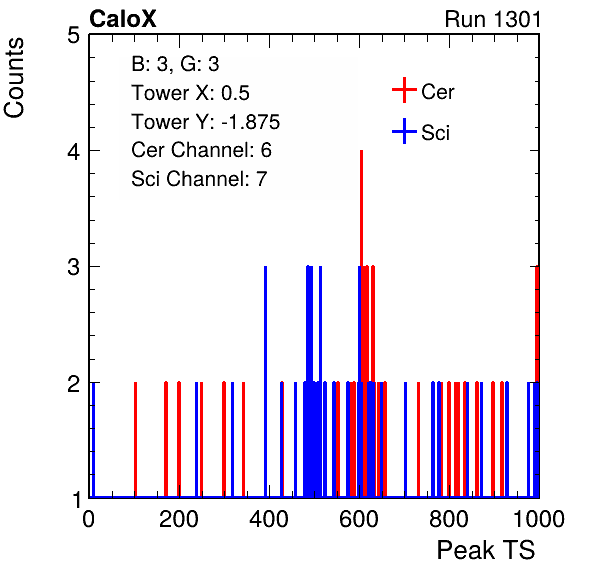 CaloX Run 1301
Counts
5
B: 3, G: 3
Tower X: 0.5
Tower Y: -1.875
Cer Channel: 6
Sci Channel: 7
Cer
Sci
4
3
2
1
0 200 400 600 800 1000
Peak TS